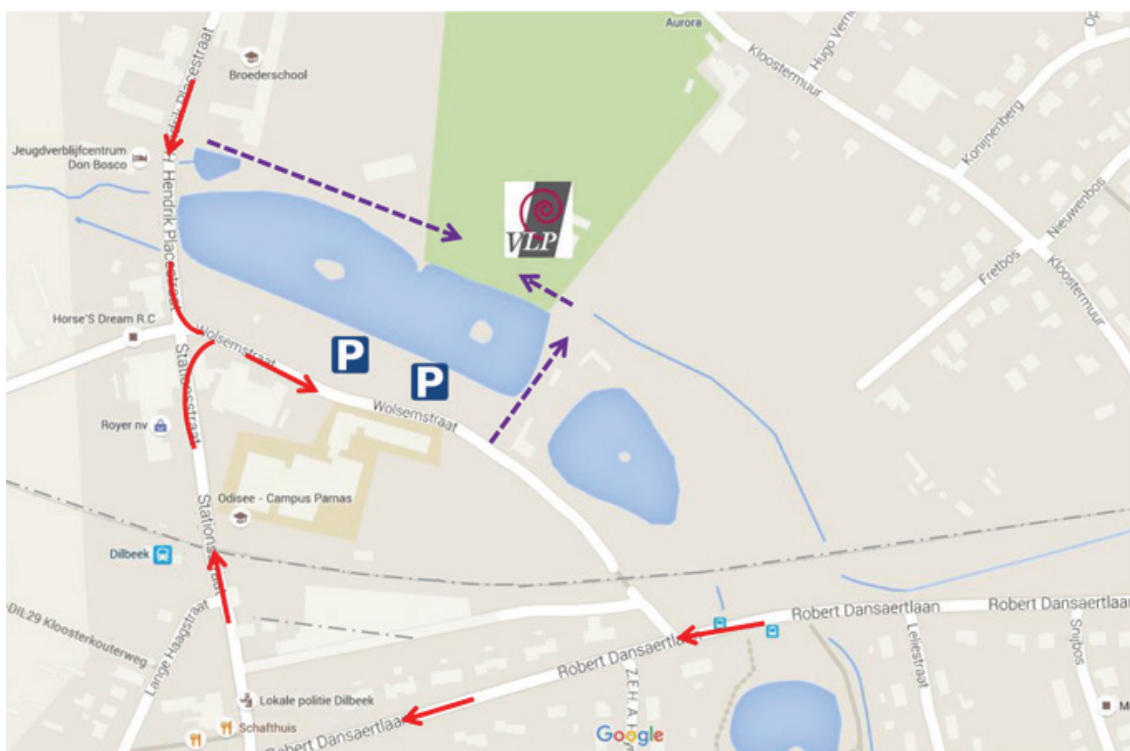 Aurora
Kloostermuur
Hugo Verri
Op
Broederschool
Konijnenberg
Jeugdverblijfcentrum
Don Bosco
H. Hendrik Placestraat
VLP
Nieuwenbos
Fretbos
Kloostermuur
Horse'S Dream R.C
Wolsemstraat
P
P
Wolsemstraat
Stationsstraat
Royer nv
Odisee - Campus Parnas
Stationsstraat
Dilbeek
DIL29 Kloosterkouterweg
Lange Haagstraat
Robert Dansaertlaan
Robert Dansaertlaan
Leliestraat
Snijbos
Robert Dansaertlaan
Z.E.H.A.
Lokale politie Dilbeek
Schafthuis
Robert Dansaertlaan
Google
M